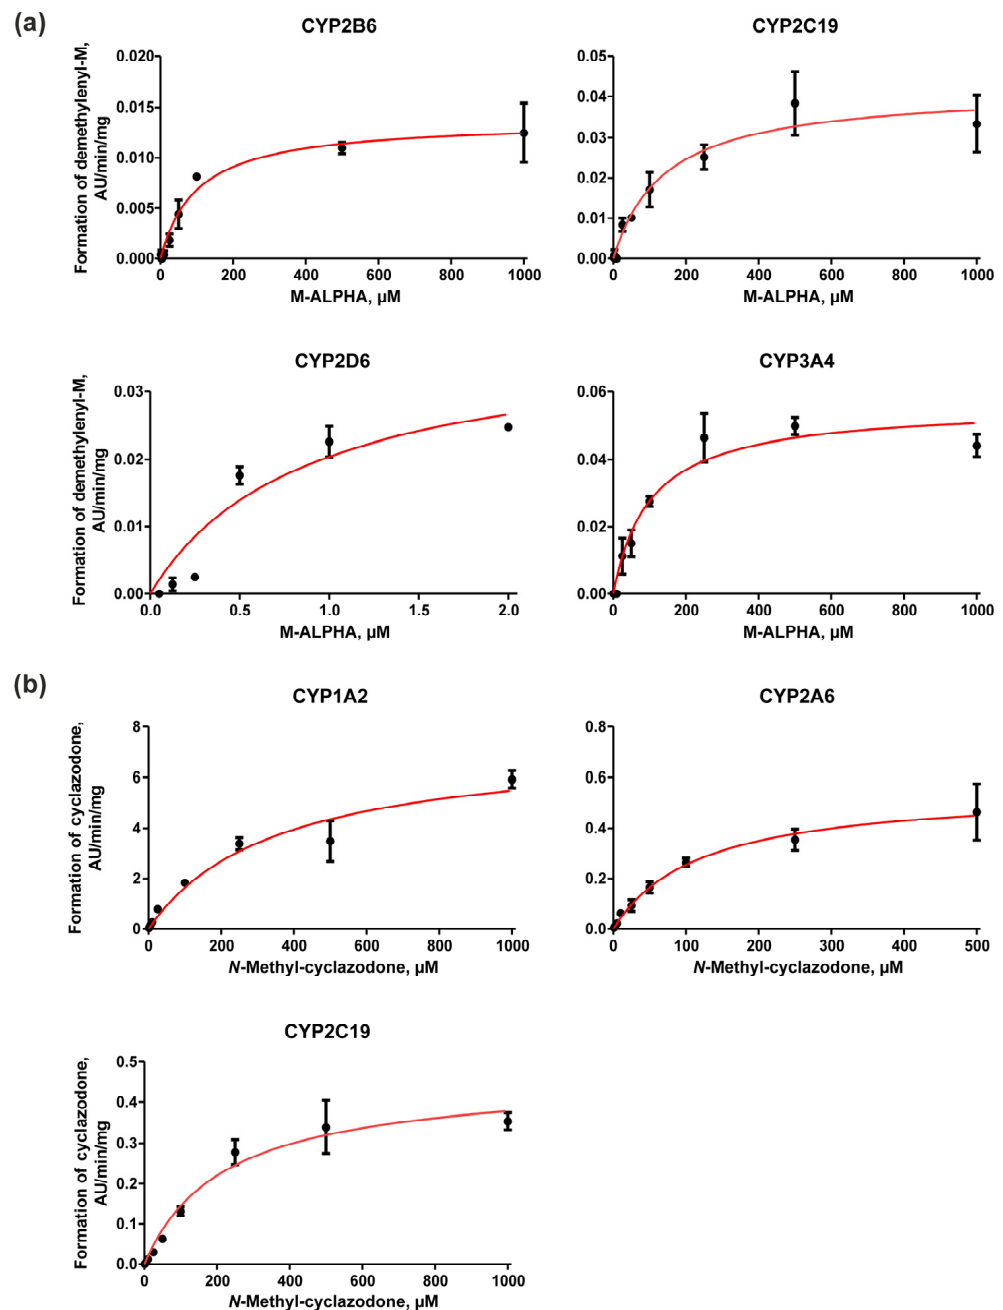 (a)
CYP2B6
Formation of demethylenyl-M,
AU/min/mg
0.020
0.015
0.010
0.005
0.000
0 200 400 600 800 1000
M-ALPHA, µM
CYP2C19
0.05
0.04
0.03
0.02
0.01
0.00
0 200 400 600 800 1000
M-ALPHA, µM
CYP2D6
Formation of demethylenyl-M,
AU/min/mg
0.03
0.02
0.01
0.00
0.0 0.5 1.0 1.5 2.0
M-ALPHA, µM
CYP3A4
0.06
0.04
0.02
0.00
0 200 400 600 800 1000
M-ALPHA, µM
(b)
CYP1A2
Formation of cyclazodone,
AU/min/mg
8
6
4
2
0
0 200 400 600 800 1000
N-Methyl-cyclazodone, µM
CYP2A6
0.8
0.6
0.4
0.2
0.0
0 100 200 300 400 500
N-Methyl-cyclazodone, µM
CYP2C19
Formation of cyclazodone,
AU/min/mg
0.5
0.4
0.3
0.2
0.1
0.0
0 200 400 600 800 1000
N-Methyl-cyclazodone, µM